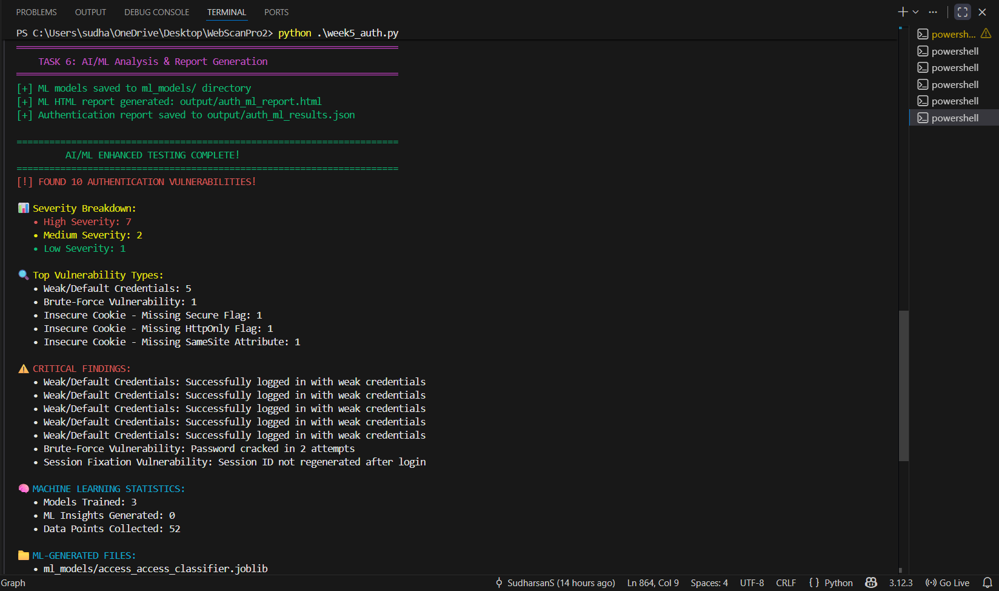 PROBLEMS OUTPUT DEBUG CONSOLE TERMINAL PORTS
PS C:\Users\sudha\OneDrive\Desktop\WebScanPro2> python .\week5_auth.py
TASK 6: AI/ML Analysis & Report Generation
[+] ML models saved to ml_models/ directory
[+] ML HTML report generated: output/auth_ml_report.html
[+] Authentication report saved to output/auth_ml_results.json
======================================================================
AI/ML ENHANCED TESTING COMPLETE!
======================================================================
[!] FOUND 10 AUTHENTICATION VULNERABILITIES!
📊 Severity Breakdown:
• High Severity: 7
• Medium Severity: 2
• Low Severity: 1
🔍 Top Vulnerability Types:
• Weak/Default Credentials: 5
• Brute-Force Vulnerability: 1
• Insecure Cookie - Missing Secure Flag: 1
• Insecure Cookie - Missing HttpOnly Flag: 1
• Insecure Cookie - Missing SameSite Attribute: 1
⚠️ CRITICAL FINDINGS:
• Weak/Default Credentials: Successfully logged in with weak credentials
• Weak/Default Credentials: Successfully logged in with weak credentials
• Weak/Default Credentials: Successfully logged in with weak credentials
• Weak/Default Credentials: Successfully logged in with weak credentials
• Weak/Default Credentials: Successfully logged in with weak credentials
• Brute-Force Vulnerability: Password cracked in 2 attempts
• Session Fixation Vulnerability: Session ID not regenerated after login
🧠 MACHINE LEARNING STATISTICS:
• Models Trained: 3
• ML Insights Generated: 0
• Data Points Collected: 52
📁 ML-GENERATED FILES:
• ml_models/access_access_classifier.joblib
powersh...
powershell
powershell
powershell
powershell
powershell
Graph SudharsanS (14 hours ago) Ln 864, Col 9 Spaces: 4 UTF-8 CRLF { } Python 3.12.3 Go Live